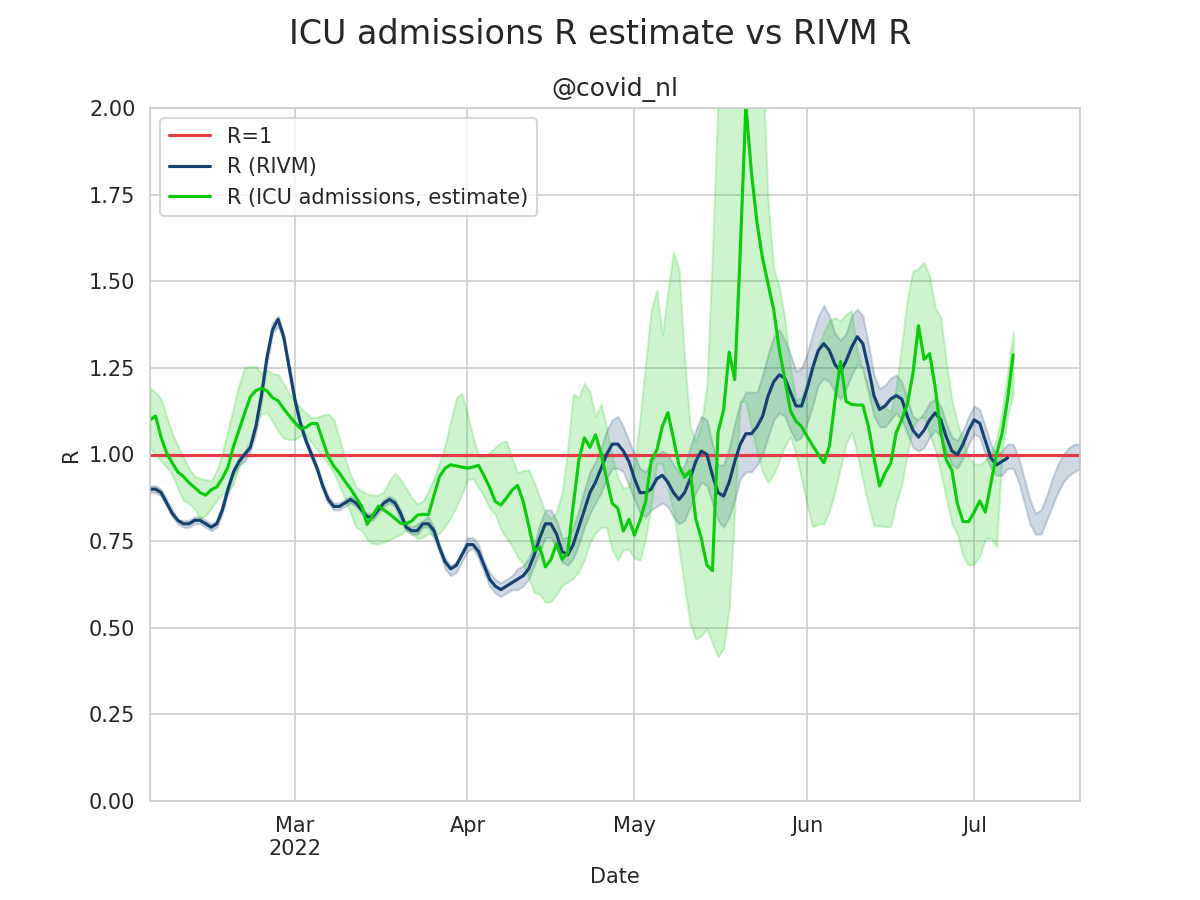 ICU admissions R estimate vs RIVM R
@covid_nl
R=1
R (RIVM)
R (ICU admissions, estimate)
2.00
1.75
1.50
1.25
1.00
0.75
0.50
0.25
0.00
R
Mar
2022
Apr
May
Jun
Jul
Date